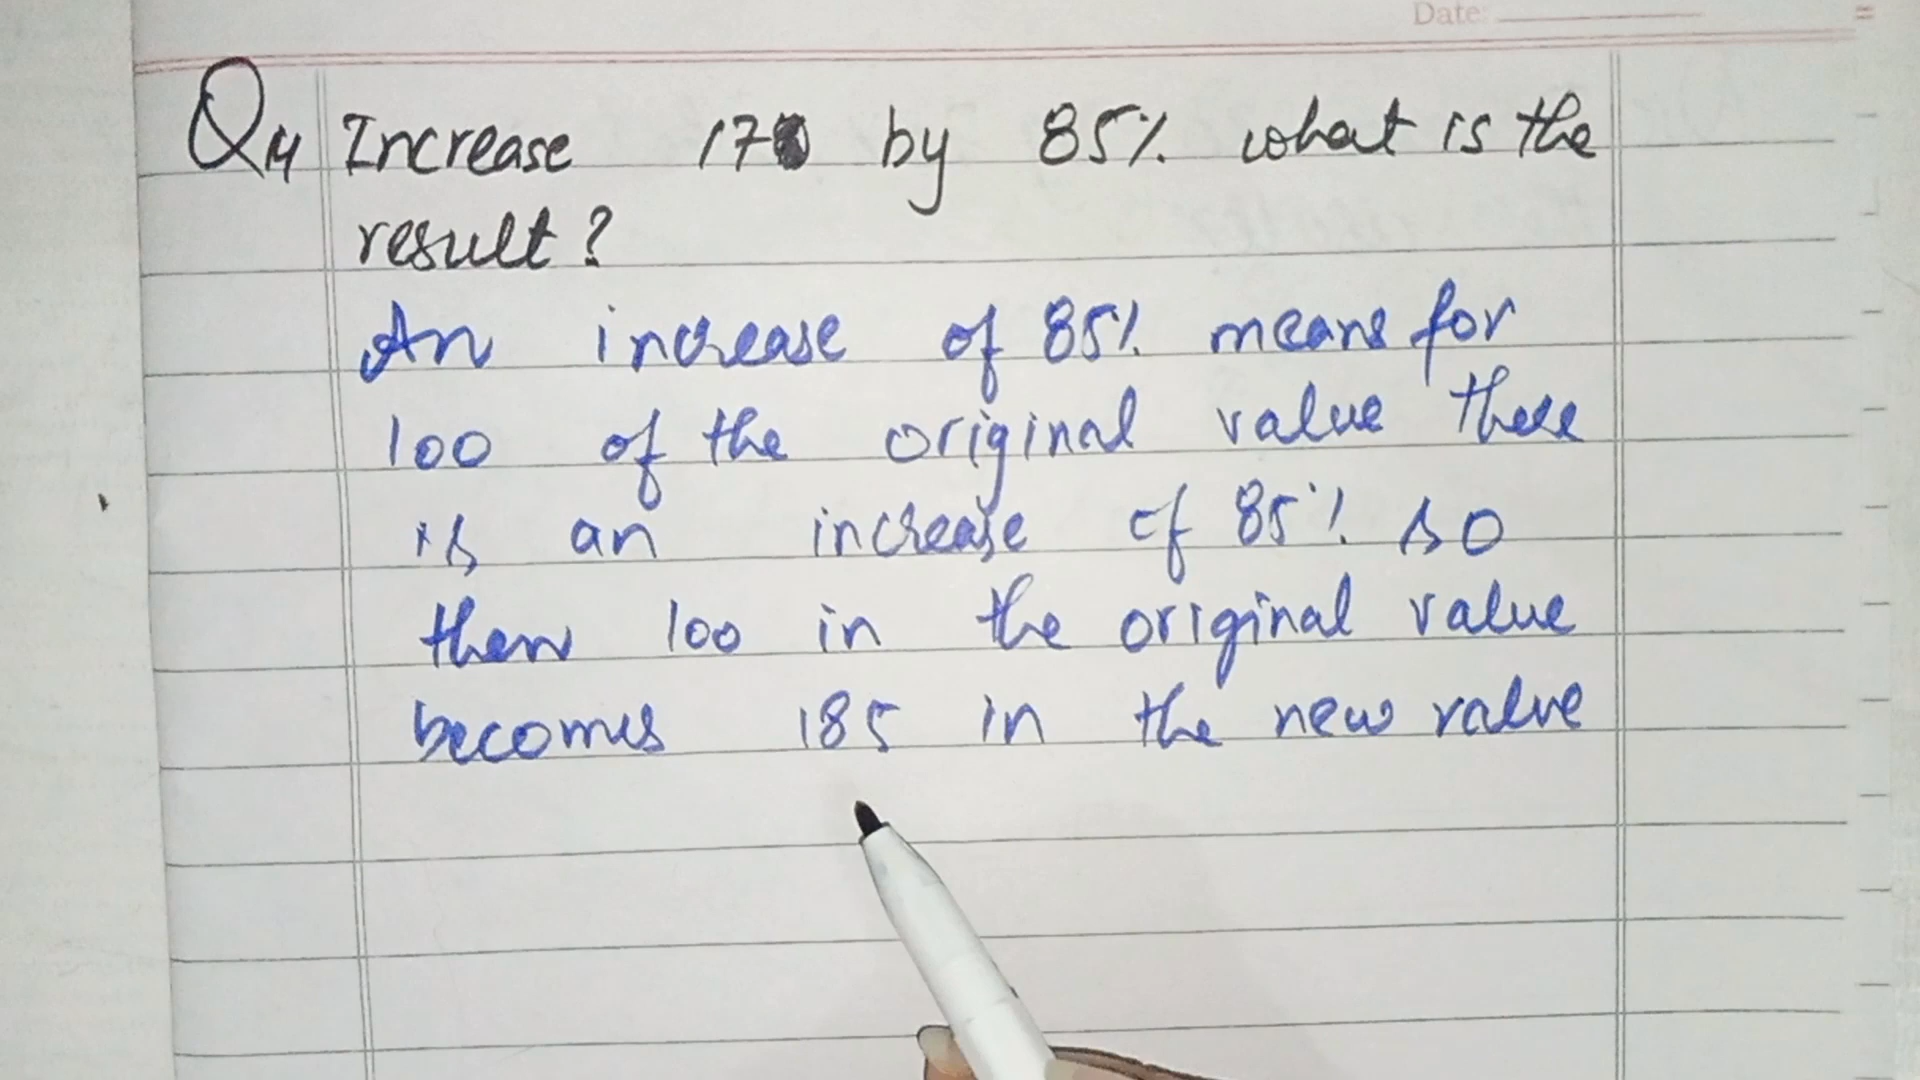 Date:
Q4 Increase 170 by 85% what is the
result?
An increase of 85% means for
100 of the original value there
is an increase of 85% so
then 100 in the original value
becomes 185 in the new value